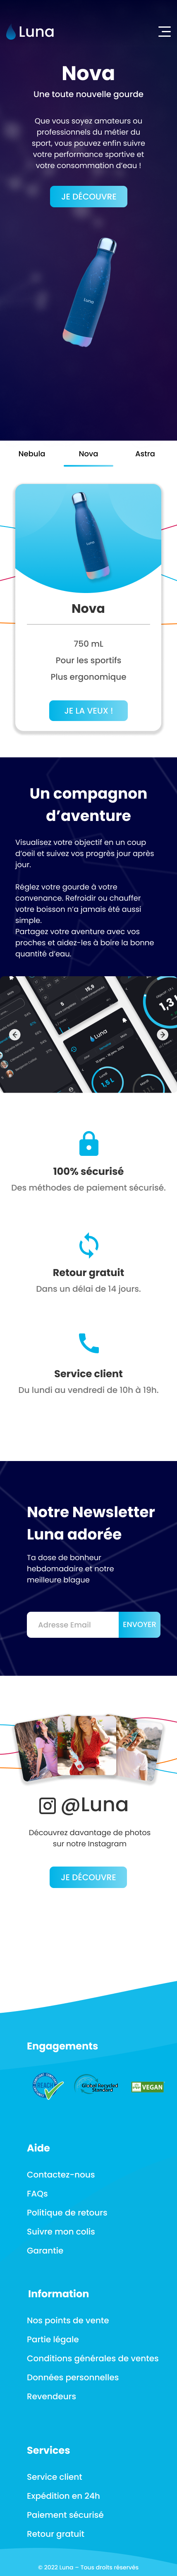 Luna
Nova
Une toute nouvelle gourde
Que vous soyez amateurs ou
professionnels du métier du
sport, vous pouvez enfin suivre
votre performance sportive et
votre consommation d'eau !
JE DÉCOUVRE
Luna
Nebula Nova Astra
Luna
Nova
750 mL
Pour les sportifs
Plus ergonomique
JE LA VEUX !
Un compagnon
d'aventure
Visualisez votre objectif en un coup
d'oeil et suivez vos progrès jour après
jour.
Réglez votre gourde à votre
convenance. Refroidir ou chauffer
votre boisson n'a jamais été aussi
simple.
Partagez votre aventure avec vos
proches et aidez-les à boire la bonne
quantité d'eau.
Luna
1,3
1,5 L
100% sécurisé
Des méthodes de paiement sécurisé.
Retour gratuit
Dans un délai de 14 jours.
Service client
Du lundi au vendredi de 10h à 19h.
Notre Newsletter
Luna adorée
Ta dose de bonheur
hebdomadaire et notre
meilleure blague
Adresse Email ENVOYER
@Luna
Découvrez davantage de photos
sur notre Instagram
JE DÉCOUVRE
Engagements
Global Recycled
Standard
VEGAN
Aide
Contactez-nous
FAQs
Politique de retours
Suivre mon colis
Garantie
Information
Nos points de vente
Partie légale
Conditions générales de ventes
Données personnelles
Revendeurs
Services
Service client
Expédition en 24h
Paiement sécurisé
Retour gratuit
© 2022 Luna – Tous droits réservés